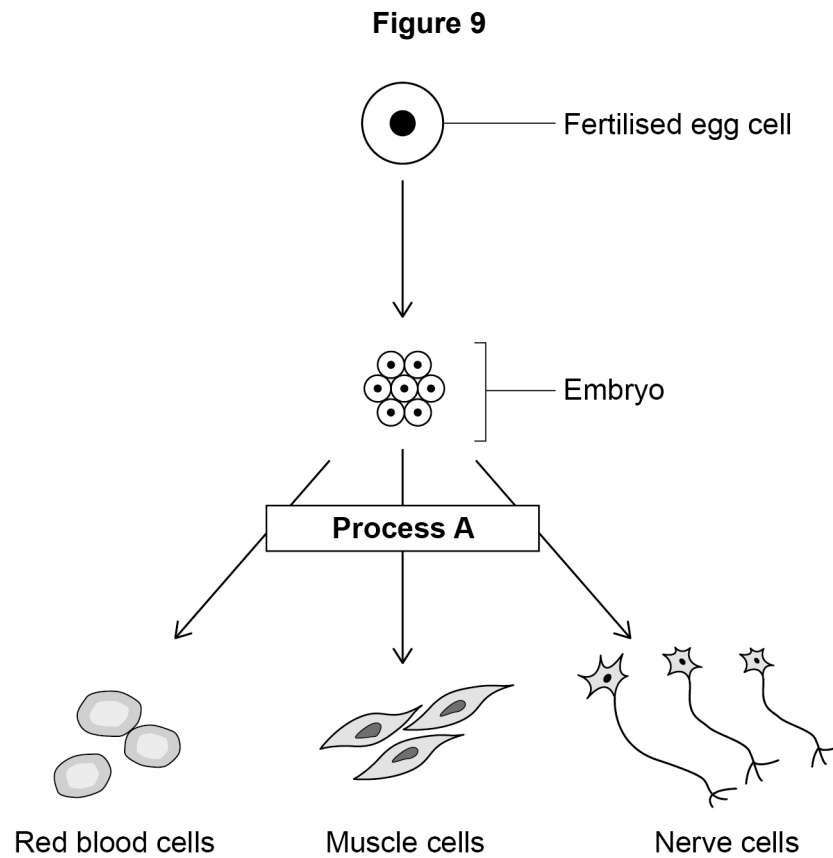 Figure 9
Fertilised egg cell
Embryo
Process A
Red blood cells
Muscle cells
Nerve cells